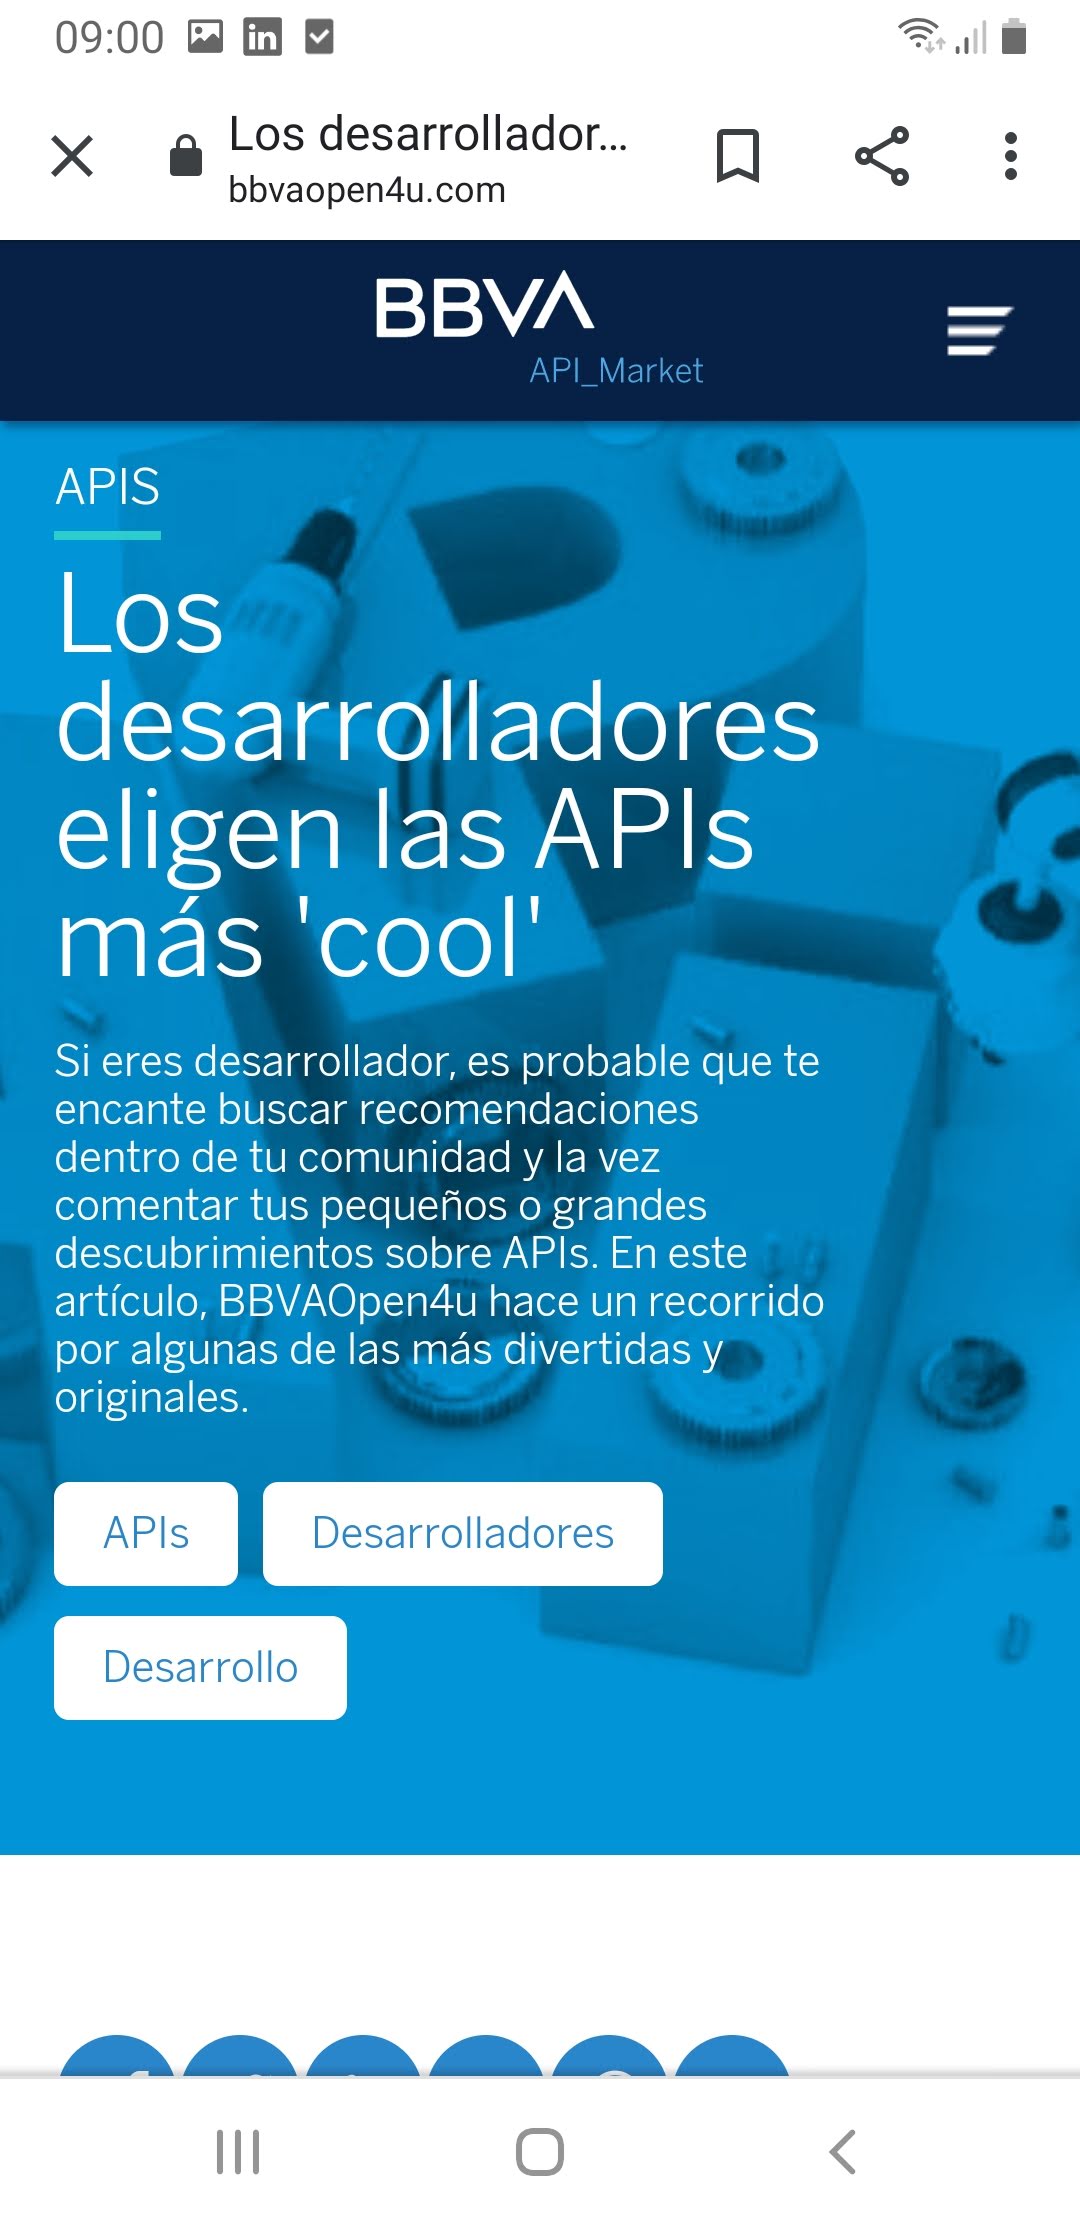 09:00
Los desarrollador...
bbvaopen4u.com
BBVA
API_Market
APIS
Los
desarrolladores
eligen las APIs
más 'cool'
Si eres desarrollador, es probable que te
encante buscar recomendaciones
dentro de tu comunidad y la vez
comentar tus pequeños o grandes
descubrimientos sobre APIs. En este
artículo, BBVAOpen4u hace un recorrido
por algunas de las más divertidas y
originales.
APIs
Desarrolladores
Desarrollo